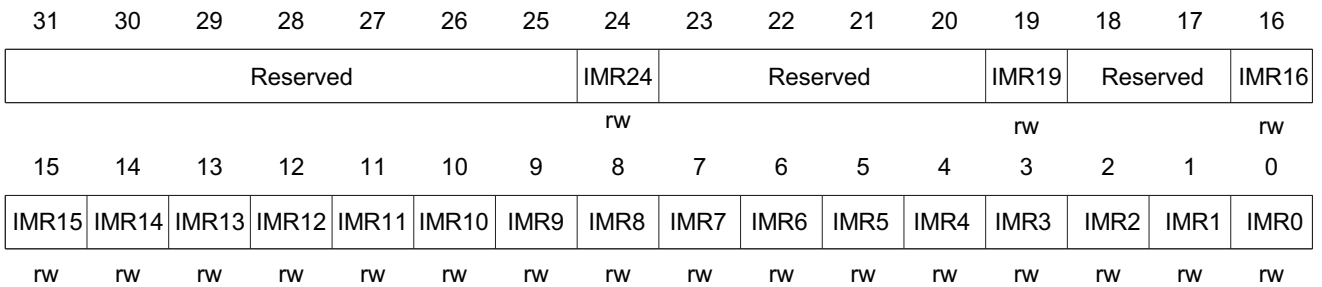 31 30 29 28 27 26 25 24 23 22 21 20 19 18 17 16
Reserved IMR24 Reserved IMR19 Reserved IMR16
rw rw rw
15 14 13 12 11 10 9 8 7 6 5 4 3 2 1 0
IMR15 IMR14 IMR13 IMR12 IMR11 IMR10 IMR9 IMR8 IMR7 IMR6 IMR5 IMR4 IMR3 IMR2 IMR1 IMR0
rw rw rw rw rw rw rw rw rw rw rw rw rw rw rw rw